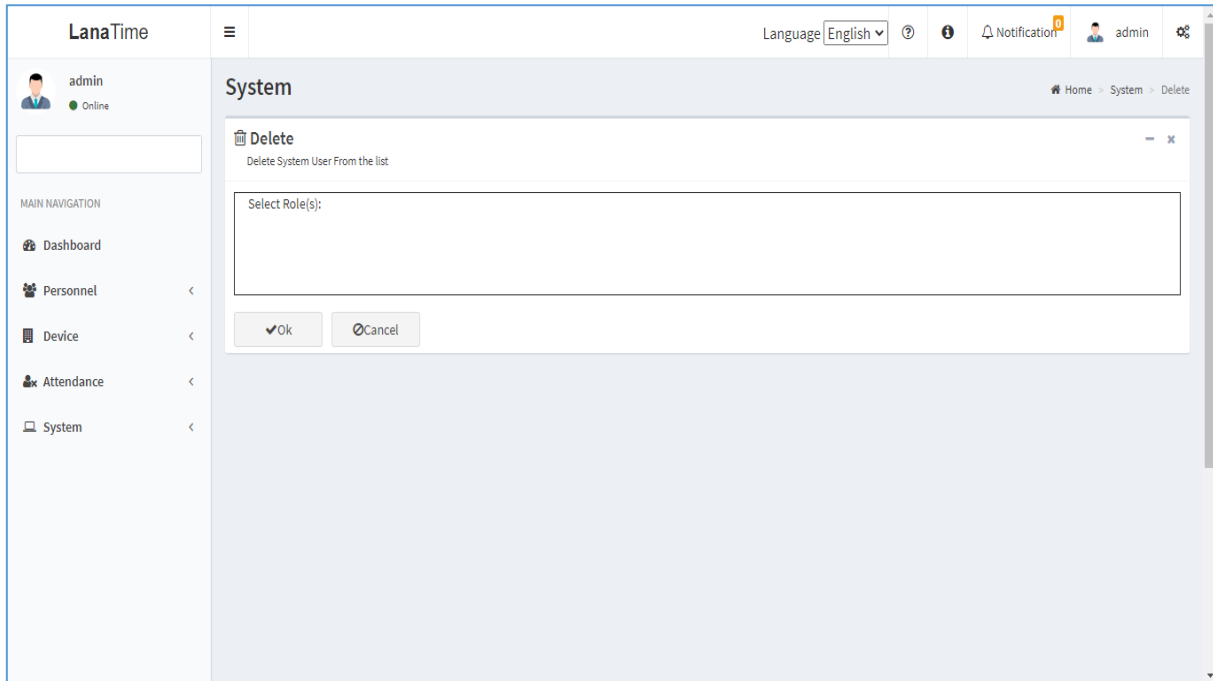 LanaTime
Language English Notification 0 admin
admin
Online
System
Home > System > Delete
Delete
Delete System User From the list
MAIN NAVIGATION
Select Role(s):
Dashboard
Personnel
Device
Attendance
System
Ok Cancel